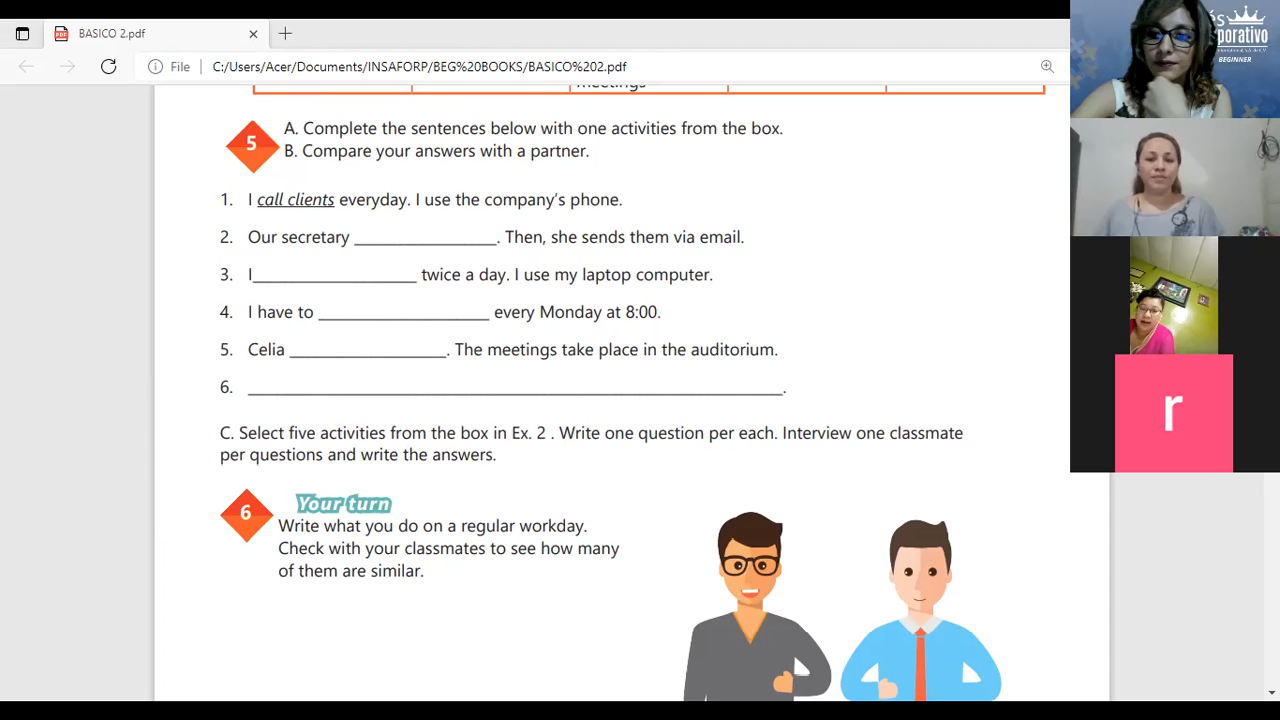 BASICO 2.pdf
File C:/Users/Acer/Documents/INSAFORP/BEG%20BOOKS/BASICO%202.pdf
porativo
BEGINNER
meetings
5
A. Complete the sentences below with one activities from the box.
B. Compare your answers with a partner.
1. I call clients everyday. I use the company's phone.
2. Our secretary ________________. Then, she sends them via email.
3. I___________________ twice a day. I use my laptop computer.
4. I have to ___________________ every Monday at 8:00.
5. Celia __________________. The meetings take place in the auditorium.
6. ____________________________________________________________.
C. Select five activities from the box in Ex. 2 . Write one question per each. Interview one classmate
per questions and write the answers.
6
Your turn
Write what you do on a regular workday.
Check with your classmates to see how many
of them are similar.
r